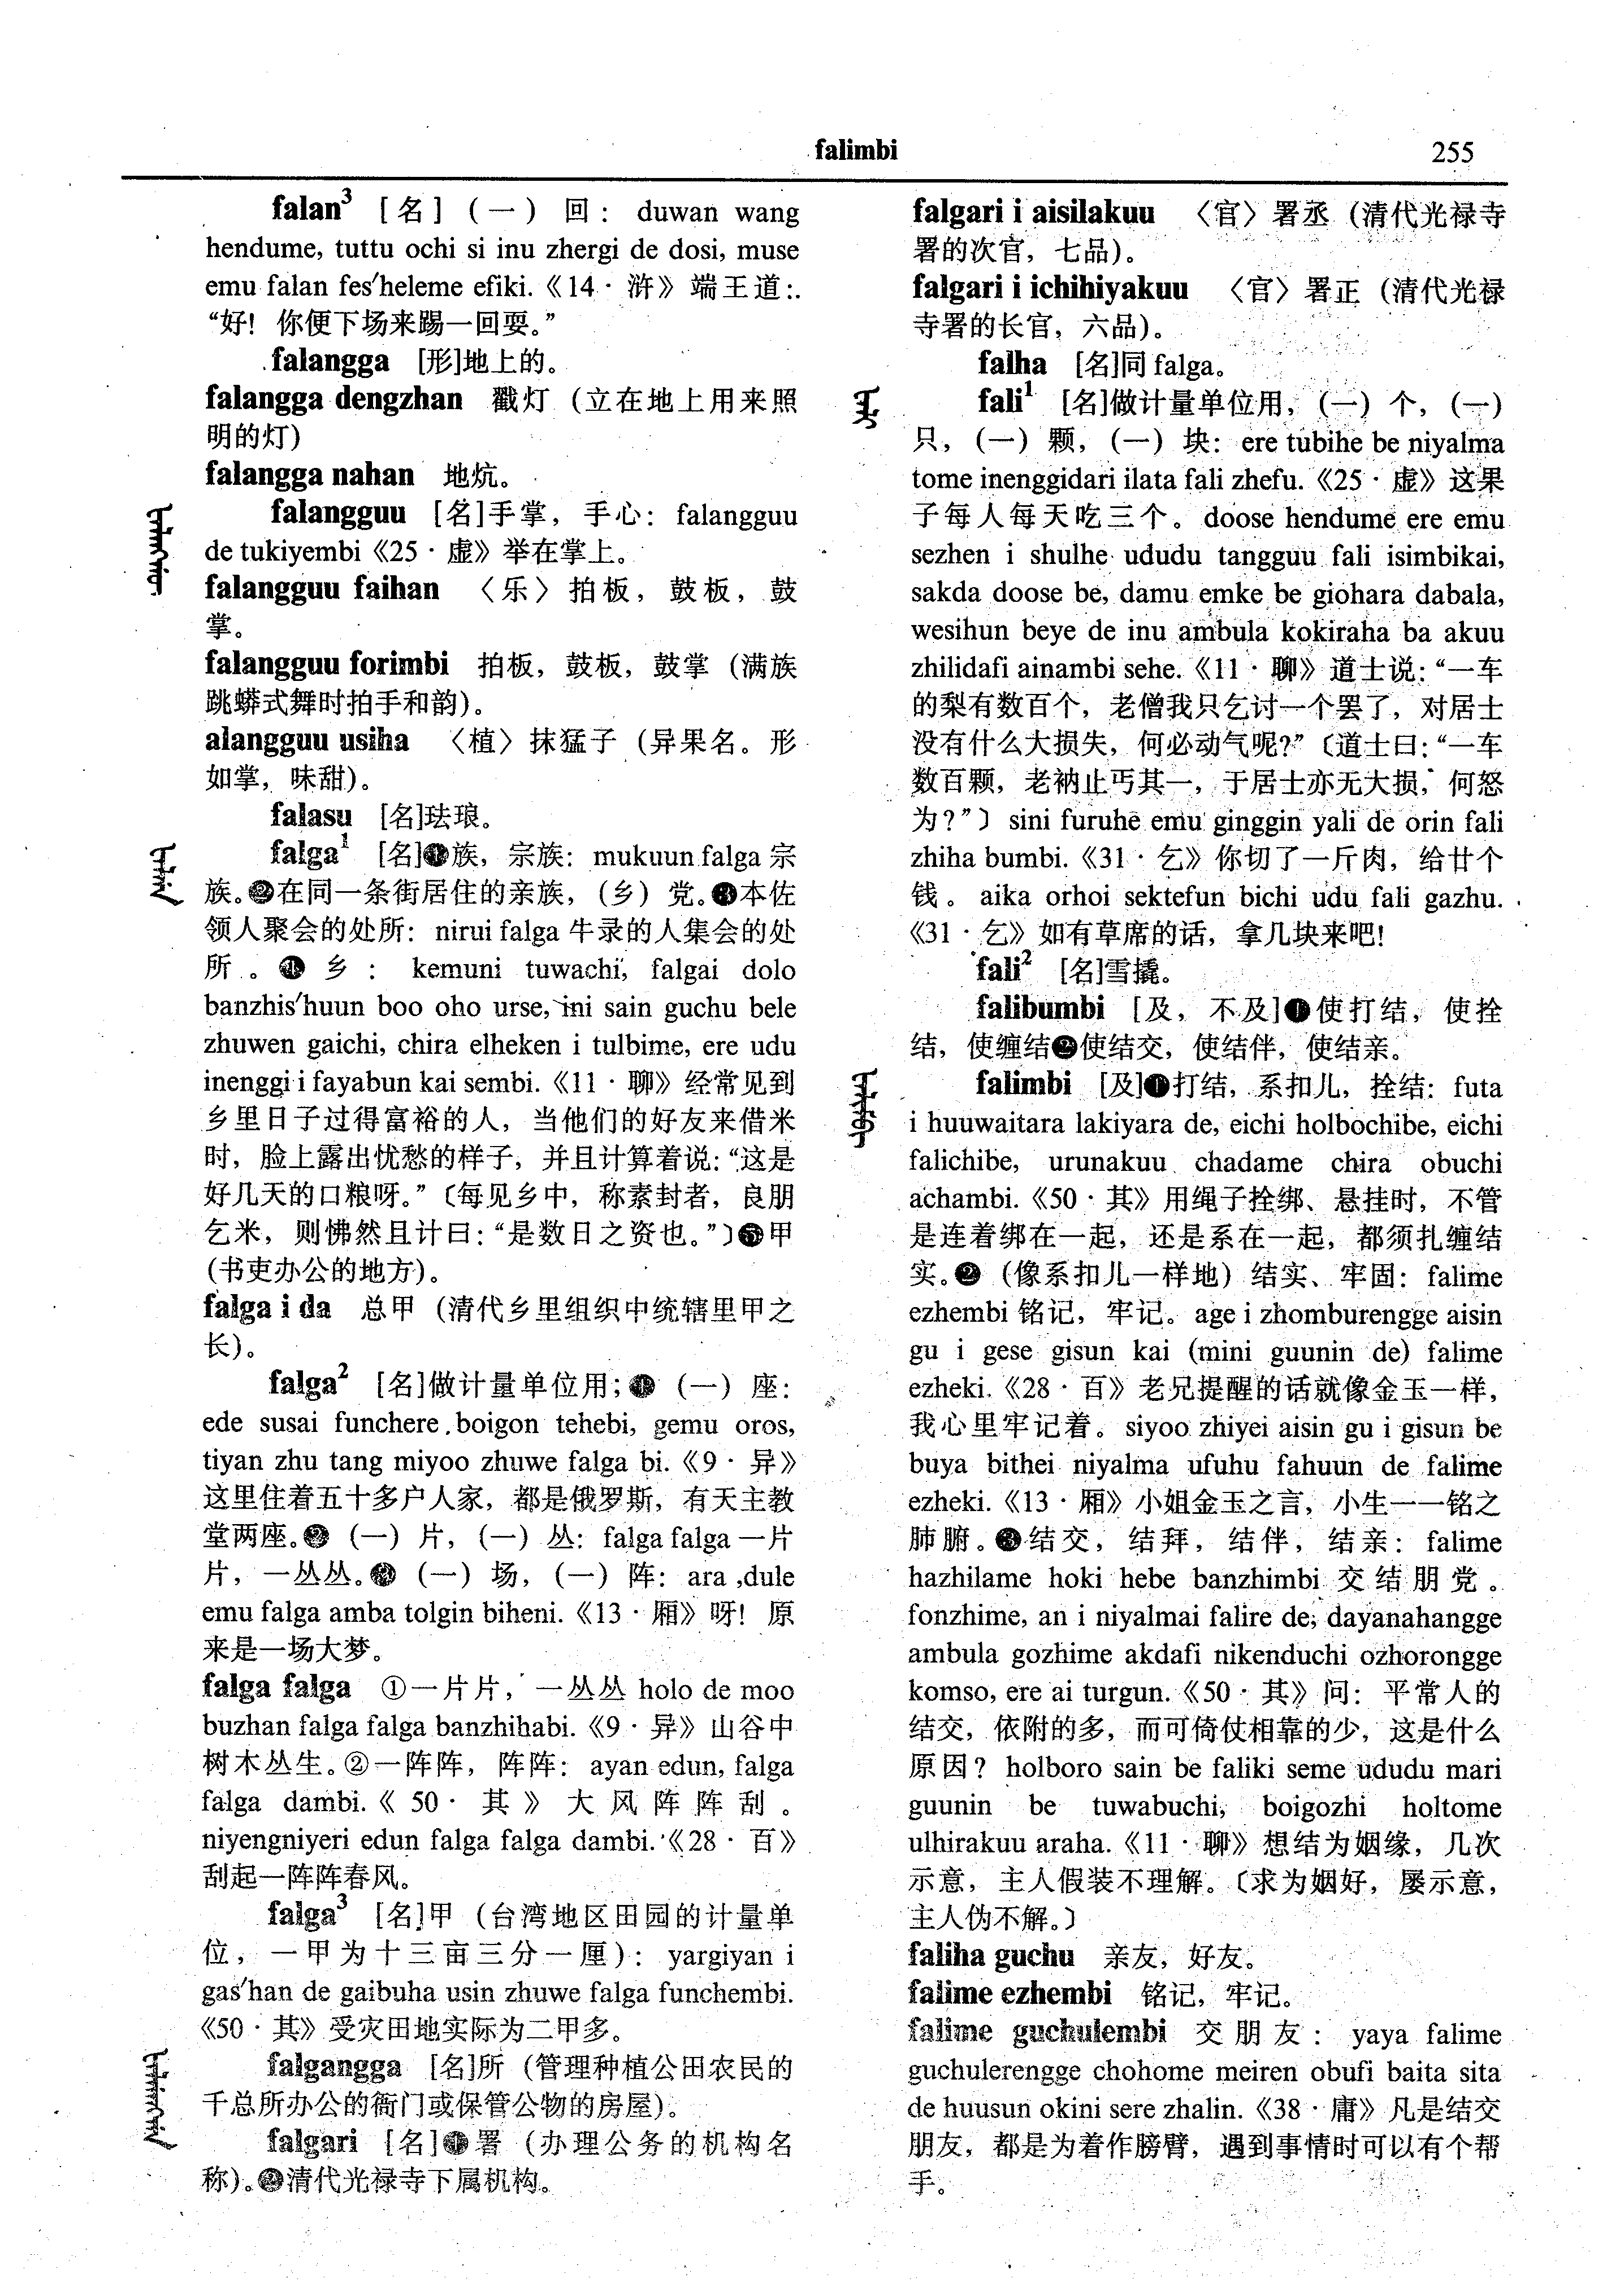 falimbi
255
falan³ [名]（一）回：duwan wang
hendume, tuttu ochi si inu zhergi de dosi, muse
emu falan fes'heleme efiki.《14·浒》端王道：
“好！你便下场来踢一回耍。”
falangga [形]地上的。
falangga dengzhan 戳灯（立在地上用来照
明的灯）
falangga nahan 地炕。
falangguu [名]手掌，手心：falangguu
de tukiyembi《25·虚》举在掌上。
falangguu faihan 〈乐〉拍板，鼓板，鼓
掌。
falangguu forimbi 拍板，鼓板，鼓掌（满族
跳蟒式舞时拍手和韵）。
alangguu usiha 〈植〉抹猛子（异果名。形
如掌，味甜）。
falasu [名]珐琅。
falga¹ [名]❶族，宗族：mukuun falga 宗
族。❷在同一条街居住的亲族，（乡）党。❸本佐
领人聚会的处所：nirui falga 牛录的人集会的处
所。❹乡：kemuni tuwachi, falgai dolo
banzhis'huun boo oho urse, ini sain guchu bele
zhuwen gaichi, chira elheken i tulbime, ere udu
inenggi i fayabun kai sembi.《11·聊》经常见到
乡里日子过得富裕的人，当他们的好友来借米
时，脸上露出忧愁的样子，并且计算着说：“这是
好几天的口粮呀。”〔每见乡中，称素封者，良朋
乞米，则怫然且计曰：“是数日之资也。”〕❺甲
（书吏办公的地方）。
falga i da 总甲（清代乡里组织中统辖里甲之
长）。
falga² [名]做计量单位用；❶（一）座：
ede susai funchere boigon tehebi, gemu oros,
tiyan zhu tang miyoo zhuwe falga bi.《9·异》
这里住着五十多户人家，都是俄罗斯，有天主教
堂两座。❷（一）片，（一）丛：falga falga 一片
片，一丛丛。❸（一）场，（一）阵：ara ,dule
emu falga amba tolgin biheni.《13·厢》呀！原
来是一场大梦。
falga falga ①一片片，一丛丛 holo de moo
buzhan falga falga banzhihabi.《9·异》山谷中
树木丛生。②一阵阵，阵阵：ayan edun, falga
falga dambi.《50·其》大风阵阵刮。
niyengniyeri edun falga falga dambi.《28·百》
刮起一阵阵春风。
falga³ [名]甲（台湾地区田园的计量单
位，一甲为十三亩三分一厘）：yargiyan i
gas'han de gaibuha usin zhuwe falga funchembi.
《50·其》受灾田地实际为二甲多。
falgangga [名]所（管理种植公田农民的
千总所办公的衙门或保管公物的房屋）。
falgari [名]❶署（办理公务的机构名
称）。❷清代光禄寺下属机构。
falgari i aisilakuu 〈官〉署丞（清代光禄寺
署的次官，七品）。
falgari i ichihiyakuu 〈官〉署正（清代光禄
寺署的长官，六品）。
falha [名]同 falga。
fali¹ [名]做计量单位用，（一）个，（一）
只，（一）颗，（一）块：ere tubihe be niyalma
tome inenggidari ilata fali zhefu.《25·虚》这果
子每人每天吃三个。doose hendume ere emu
sezhen i shulhe ududu tangguu fali isimbikai,
sakda doose be, damu emke be giohara dabala,
wesihun beye de inu ambula kokiraha ba akuu
zhilidafi ainambi sehe.《11·聊》道士说：“一车
的梨有数百个，老僧我只乞讨一个罢了，对居士
没有什么大损失，何必动气呢？”〔道士曰：“一车
数百颗，老衲止丐其一，于居士亦无大损，何怒
为？”〕sini furuhe emu ginggin yali de orin fali
zhiha bumbi.《31·乞》你切了一斤肉，给廿个
钱。aika orhoi sektefun bichi udu fali gazhu.
《31·乞》如有草席的话，拿几块来吧！
fali² [名]雪撬。
falibumbi [及，不及]❶使打结，使拴
结，使缠结❷使结交，使结伴，使结亲。
falimbi [及]❶打结，系扣儿，拴结：futa
i huuwaitara lakiyara de, eichi holbochibe, eichi
falichibe, urunakuu chadame chira obuchi
achambi.《50·其》用绳子拴绑、悬挂时，不管
是连着绑在一起，还是系在一起，都须扎缠结
实。❷（像系扣儿一样地）结实、牢固：falime
ezhembi 铭记，牢记。age i zhomburengge aisin
gu i gese gisun kai (mini guunin de) falime
ezheki.《28·百》老兄提醒的话就像金玉一样，
我心里牢记着。siyoo zhiyei aisin gu i gisun be
buya bithei niyalma ufuhu fahuun de falime
ezheki.《13·厢》小姐金玉之言，小生一一铭之
肺腑。❸结交，结拜，结伴，结亲：falime
hazhilame hoki hebe banzhimbi 交结朋党。
fonzhime, an i niyalmai falire de, dayanahangge
ambula gozhime akdafi nikenduchi ozhorongge
komso, ere ai turgun.《50·其》问：平常人的
结交，依附的多，而可倚仗相靠的少，这是什么
原因？holboro sain be faliki seme ududu mari
guunin be tuwabuchi, boigozhi holtome
ulhirakuu araha.《11·聊》想结为姻缘，几次
示意，主人假装不理解。〔求为姻好，屡示意，
主人伪不解。〕
faliha guchu 亲友，好友。
falime ezhembi 铭记，牢记。
falime guchulembi 交朋友：yaya falime
guchulerengge chohome meiren obufi baita sita
de huusun okini sere zhalin.《38·庸》凡是结交
朋友，都是为着作膀臂，遇到事情时可以有个帮
手。